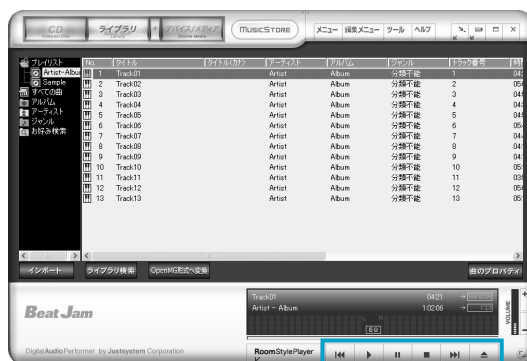 CD ライブラリ + デバイス/メディア MUSICSTORE メニュー 編集メニュー ツール ヘルプ
Library Device/Media
プレイリスト No. タイトル タイトル(カナ) アーティスト アルバム ジャンル トラック番号
Artist-Albu 1 Track01 Artist Album 分類不能 1 04:
Sample 2 Track02 Artist Album 分類不能 2
すべての曲 3 Track03 Artist Album 分類不能 3
アルバム 4 Track04 Artist Album 分類不能 4
アーティスト 5 Track05 Artist Album 分類不能 5
ジャンル 6 Track06 Artist Album 分類不能 6
お好み検索 7 Track07 Artist Album 分類不能 7
8 Track08 Artist Album 分類不能 8
9 Track09 Artist Album 分類不能 9
10 Track10 Artist Album 分類不能 10
11 Track11 Artist Album 分類不能 11
12 Track12 Artist Album 分類不能 12
13 Track13 Artist Album 分類不能 13
インポート ライブラリ検索 OpenMG形式へ変換 曲のプロパティ
Beat Jam
Track01 04:21
Artist - Album 1:02:06
L R
EQ
VOLUME
DigitalAudioPerformer by Justsystem Corporation
RoomStylePlayer